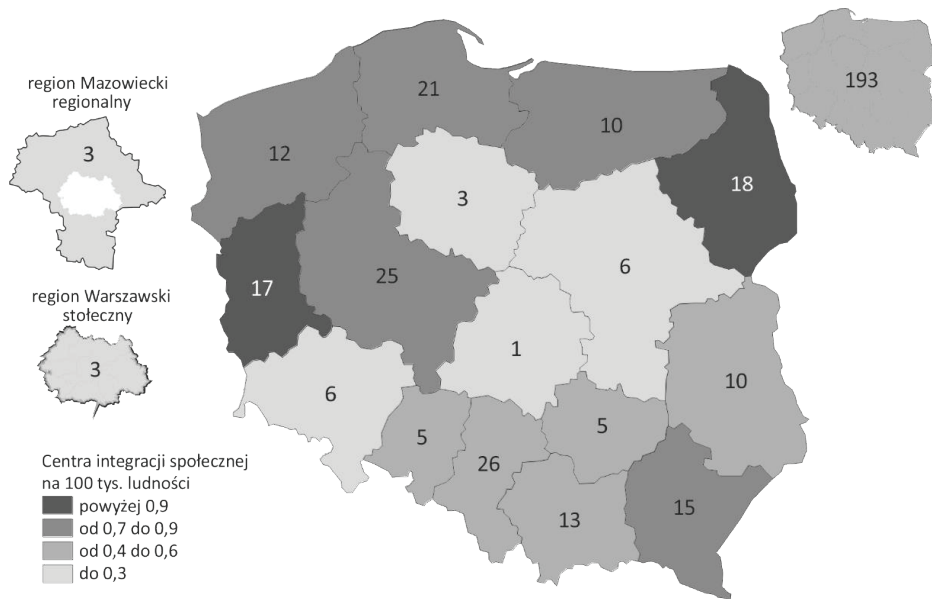 region Mazowiecki
regionalny
3
region Warszawski
stołeczny
3
193
21
10
12
18
3
6
25
17
1
10
6
5
5
26
15
13
Centra integracji społecznej
na 100 tys. ludności
powyżej 0,9
od 0,7 do 0,9
od 0,4 do 0,6
do 0,3